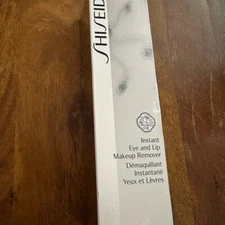 SHISEID
Instant
Eye and Lip
Makeup Remover
Démaquillant
Instantané
Yeux et Lèvres